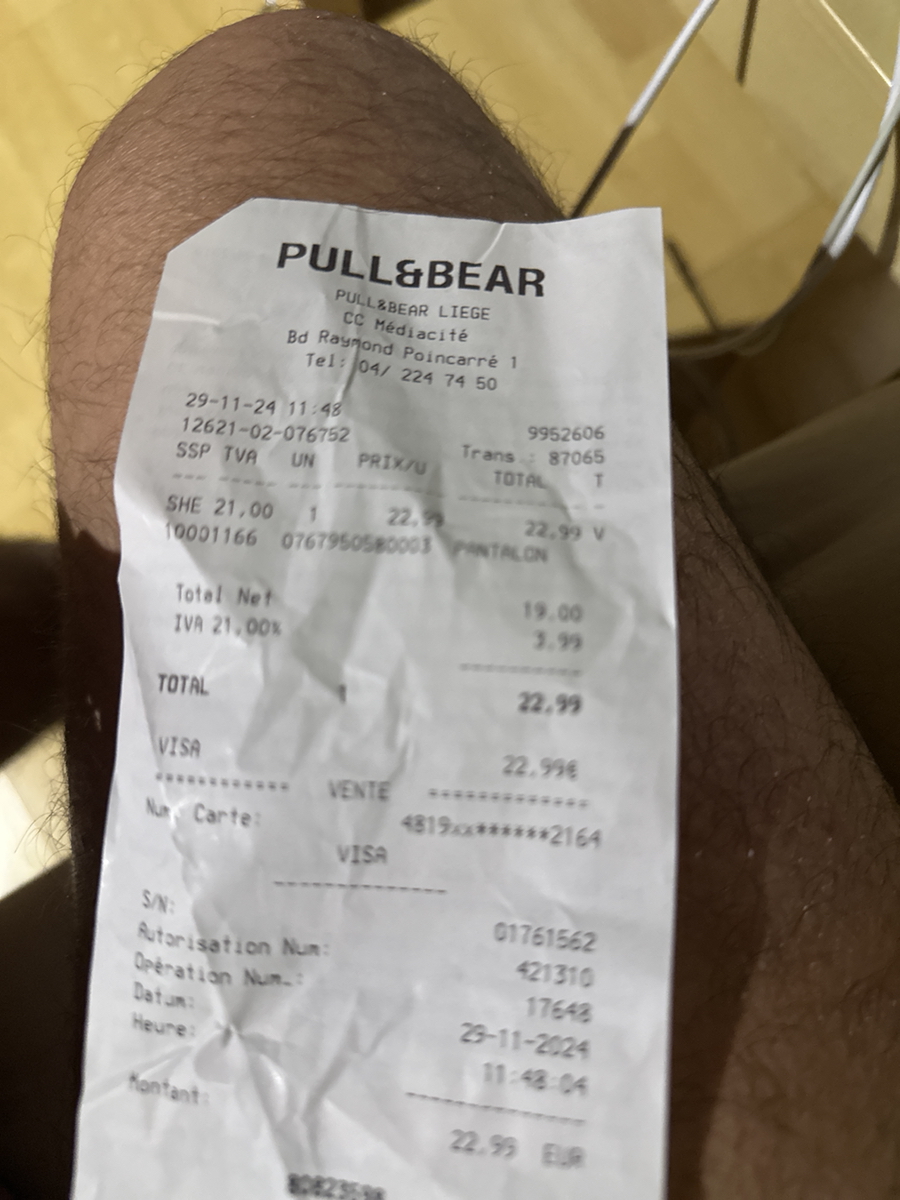 PULL&BEAR
PULL&BEAR LIEGE
CC Médiacité
Bd Raymond Poincarré 1
Tel: 04/ 224 74 50
29-11-24 11:48
12621-02-076752 9952606
Trans : 87065
SSP TVA UN PRIX/U TOTAL T
SHE 21,00 1 22,99 22,99 V
10001166 PANTALON
Total Net 19.00
IVA 21,00% 3.99
TOTAL 1 22.99
VISA 22.99€
************ VENTE *************
Num. Carte: 4819xx******2164
VISA
S/N: 01761562
Autorisation Num: 421310
Opération Num.: 17648
Datum: 29-11-2024
Heure: 11:48:04
Montant: 22.99 EUR